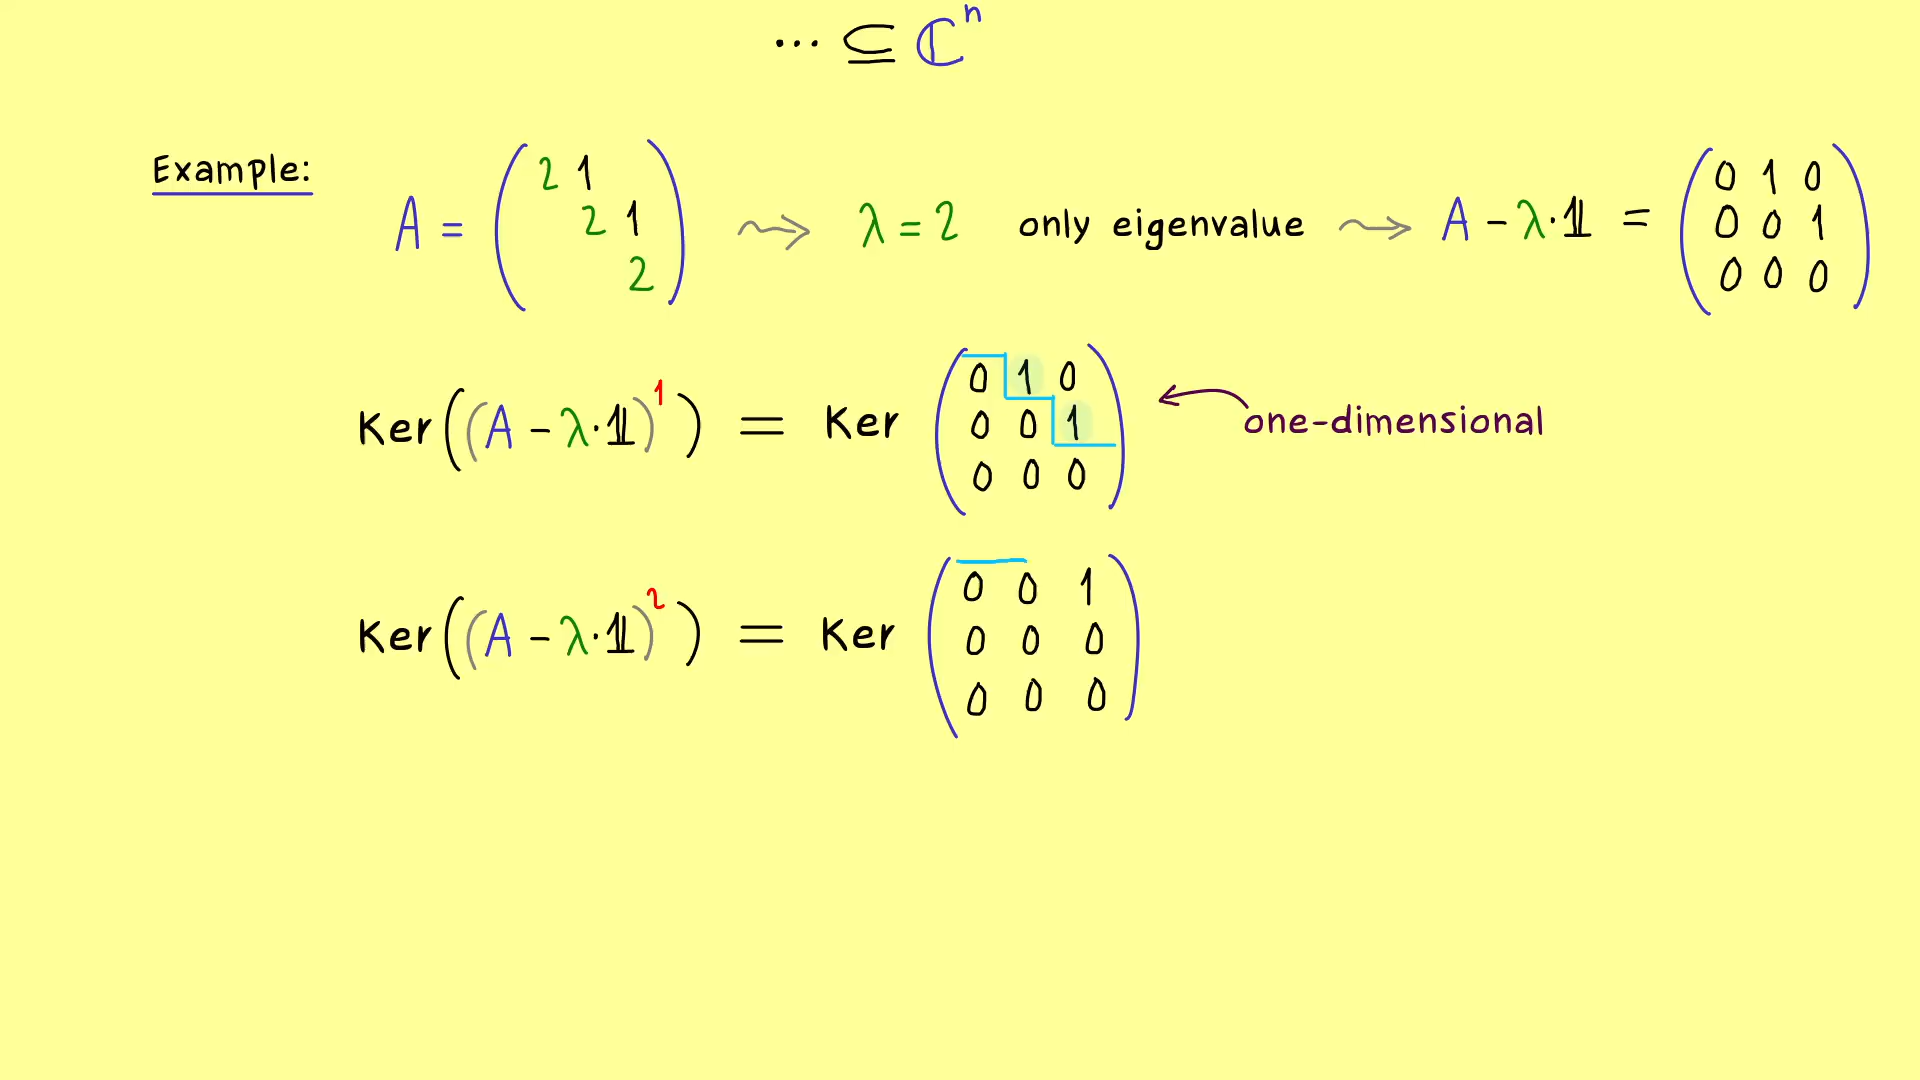 ⋯ ⊆ ℂⁿ
Example: A = ( 2 1 ; 2 1 ; 2 ) ⇝ λ = 2 only eigenvalue ⇝ A − λ·𝟙 = ( 0 1 0 ; 0 0 1 ; 0 0 0 )
Ker((A − λ·𝟙)¹) = Ker ( 0 1 0 ; 0 0 1 ; 0 0 0 ) ← one-dimensional
Ker((A − λ·𝟙)²) = Ker ( 0 0 1 ; 0 0 0 ; 0 0 0 )